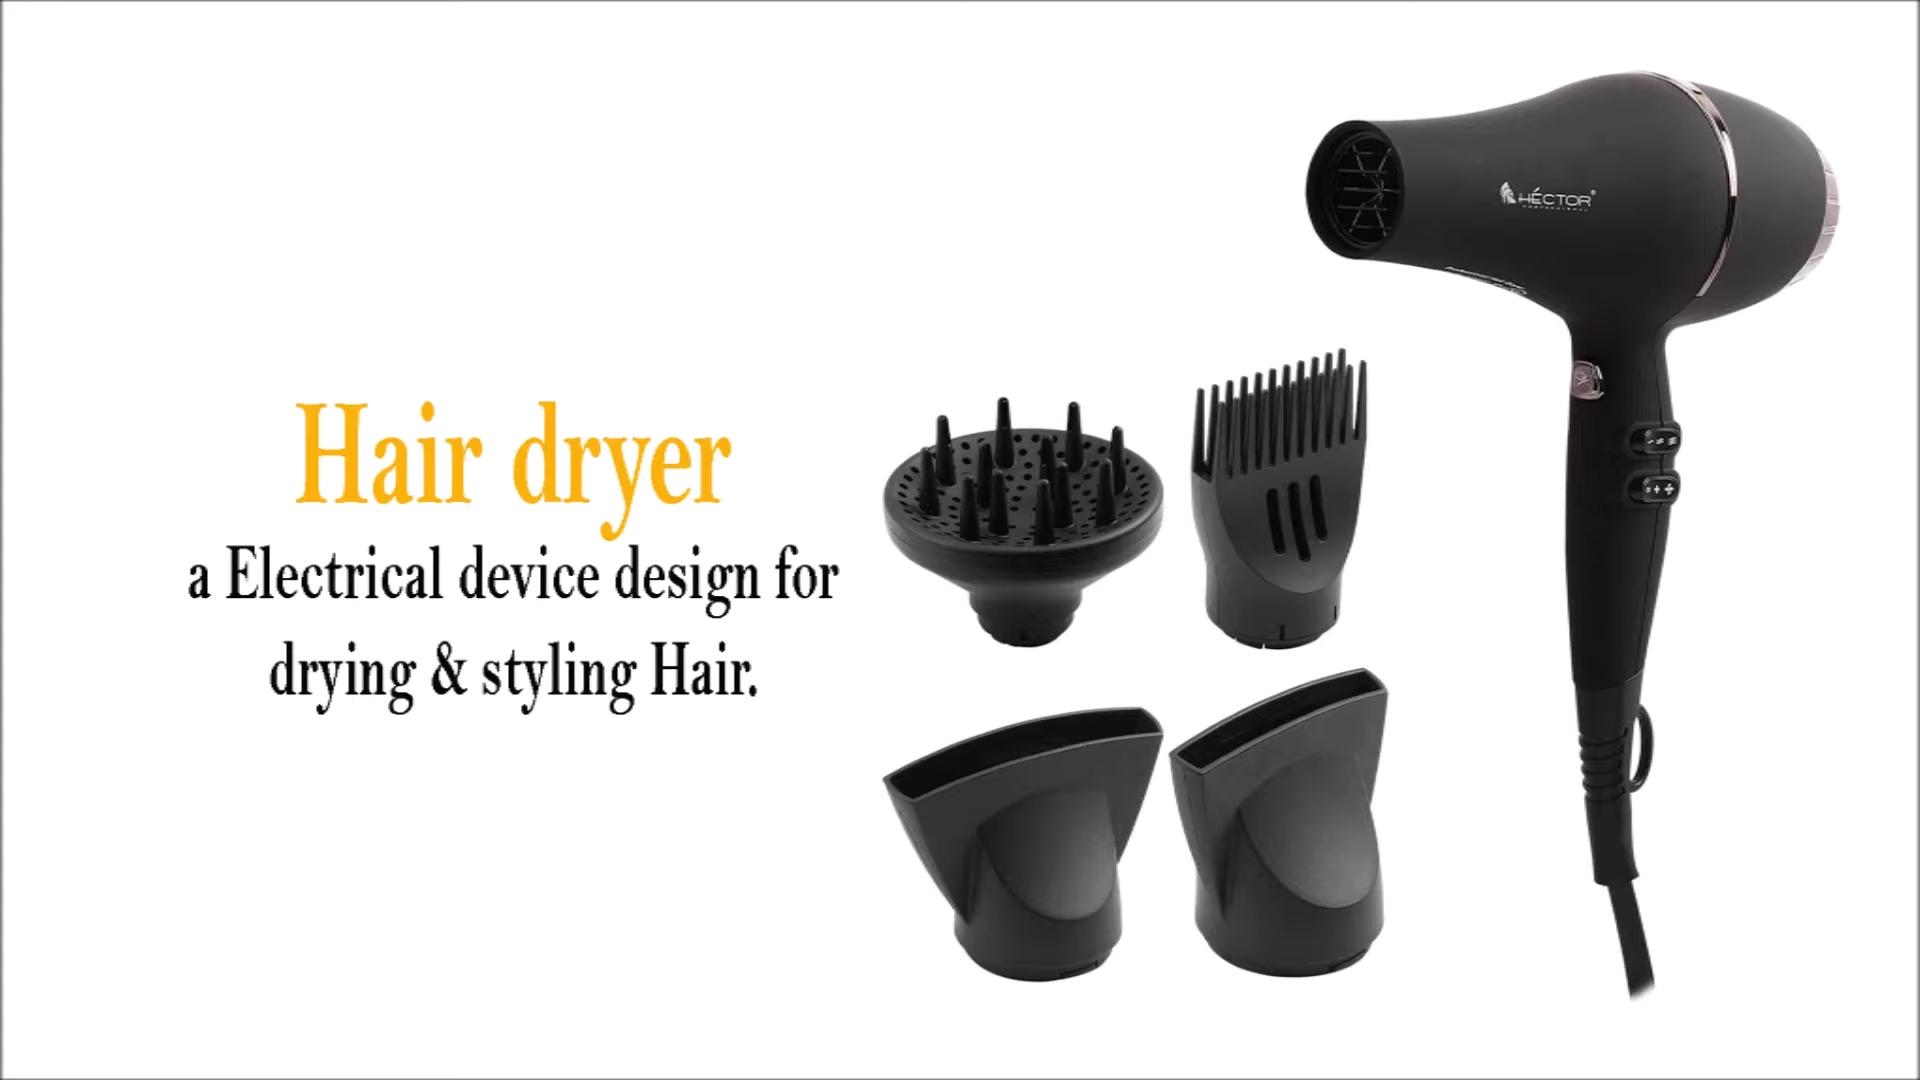 Hair dryer
a Electrical device design for
drying & styling Hair.
HÉCTOR®